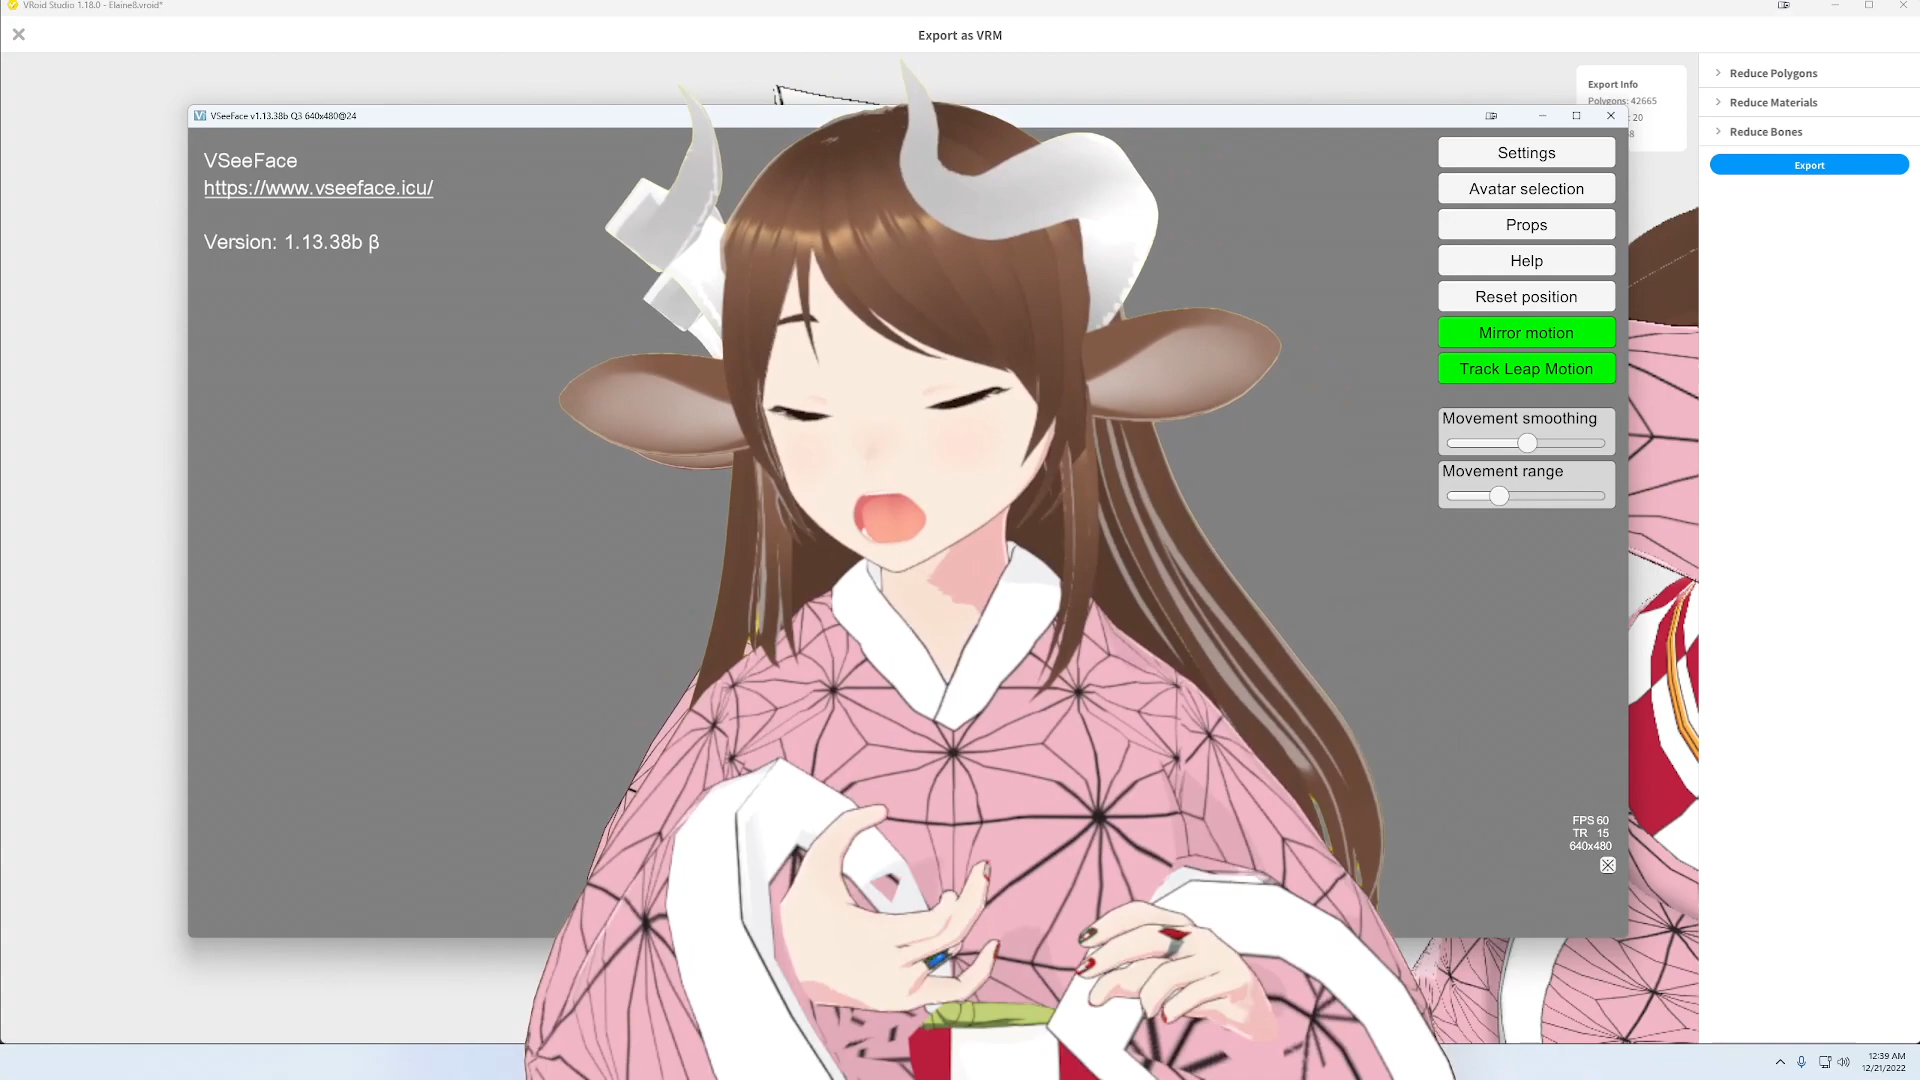 VRoid Studio 1.18.0 - Elaine8.vroid*
Export as VRM
Export Info
Polygons: 42665
: 20
8
Reduce Polygons
Reduce Materials
Reduce Bones
Export
VSeeFace v1.13.38b Q3 640x480@24
VSeeFace
https://www.vseeface.icu/
Version: 1.13.38b β
Settings
Avatar selection
Props
Help
Reset position
Mirror motion
Track Leap Motion
Movement smoothing
Movement range
FPS 60
TR 15
640x480
12:39 AM
12/21/2022